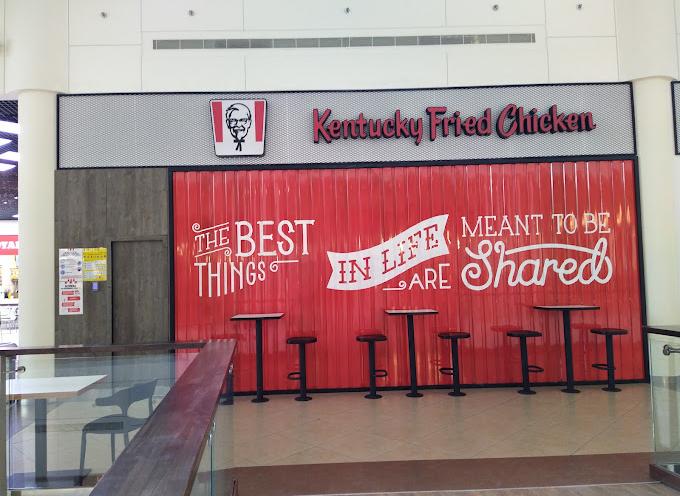 Kentucky Fried Chicken
THE BEST THINGS IN LIFE ARE MEANT TO BE Shared